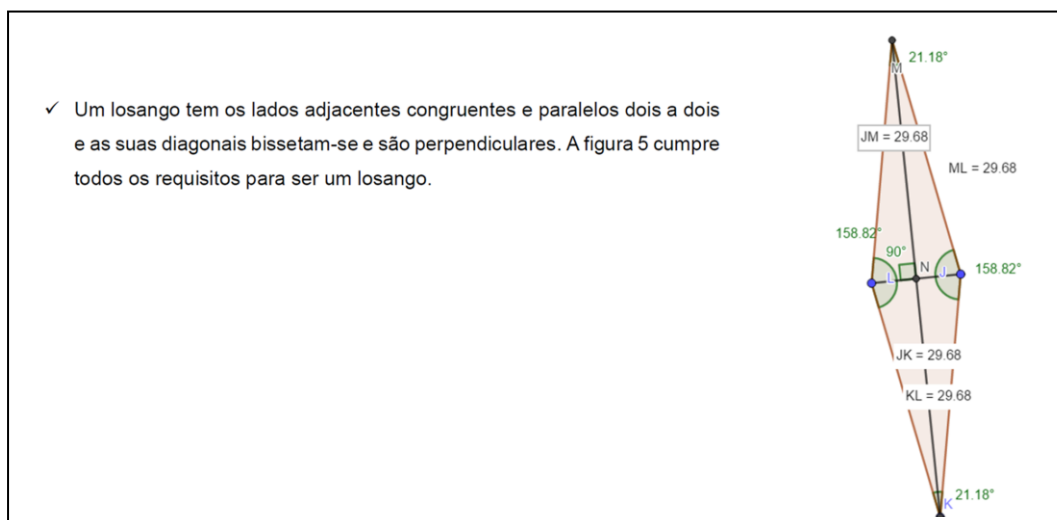 ✓ Um losango tem os lados adjacentes congruentes e paralelos dois a dois
e as suas diagonais bissetam-se e são perpendiculares. A figura 5 cumpre
todos os requisitos para ser um losango.
21.18°
M
JM = 29.68
ML = 29.68
158.82°
90°
N
L
J
158.82°
JK = 29.68
KL = 29.68
21.18°
K